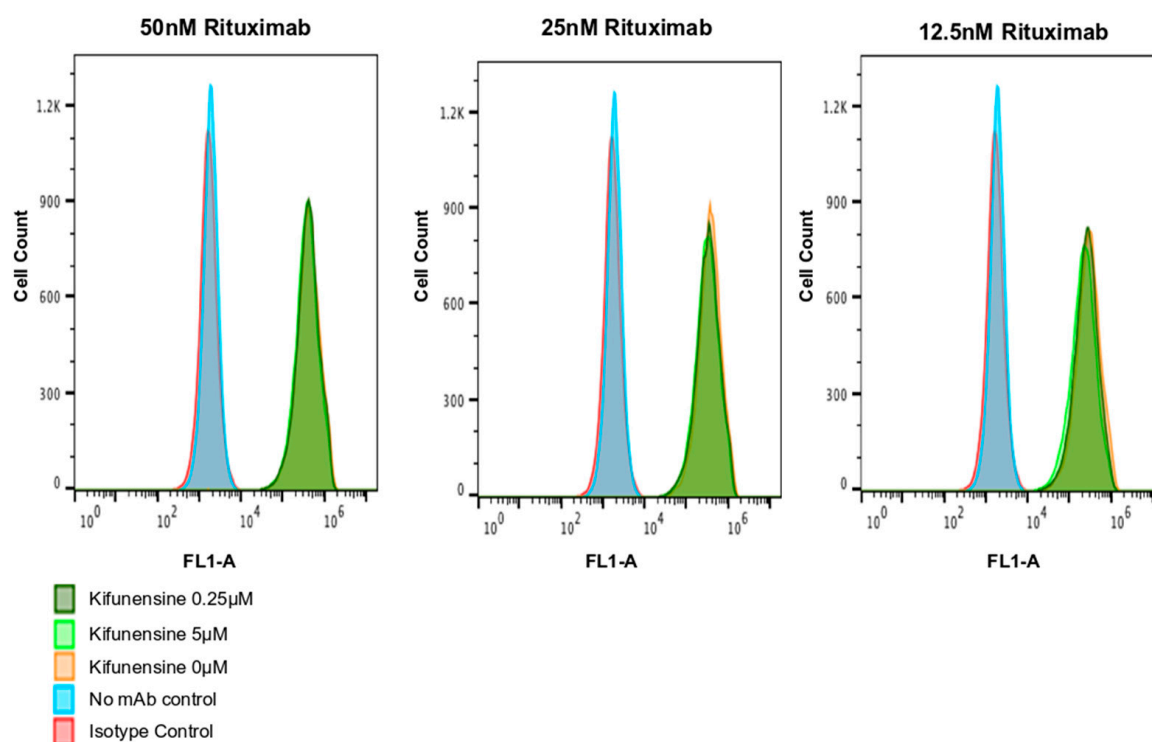 50nM Rituximab
25nM Rituximab
12.5nM Rituximab
Cell Count
1.2K
900
600
300
0
10^0
10^2
10^4
10^6
FL1-A
Cell Count
1.2K
900
600
300
0
10^0
10^2
10^4
10^6
FL1-A
Cell Count
1.2K
900
600
300
0
10^0
10^2
10^4
10^6
FL1-A
Kifunensine 0.25µM
Kifunensine 5µM
Kifunensine 0µM
No mAb control
Isotype Control